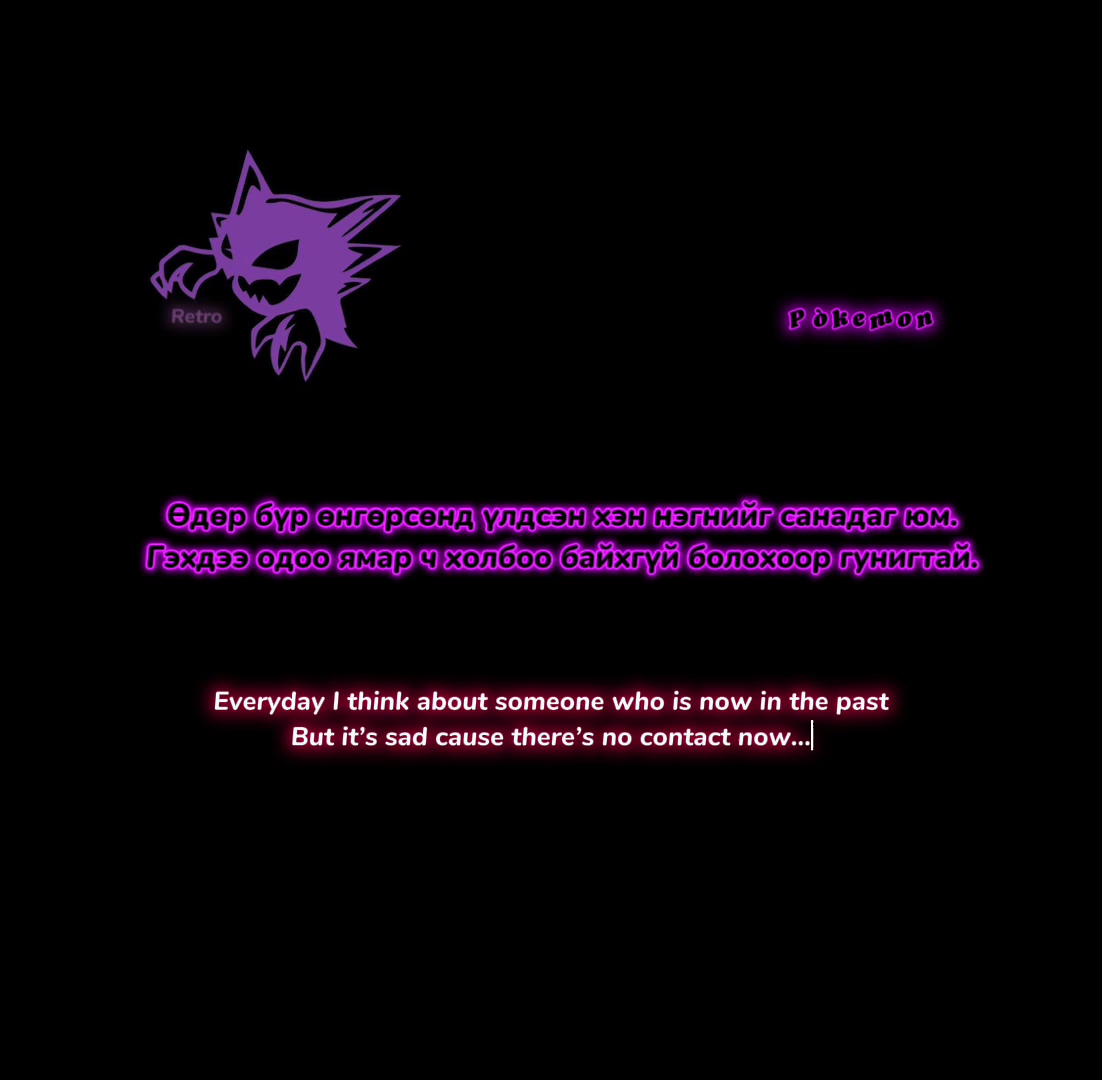 Retro
Pòkemon
Өдөр бүр өнгөрсөнд үлдсэн хэн нэгнийг санадаг юм.
Гэхдээ одоо ямар ч холбоо байхгүй болохоор гунигтай.
Everyday I think about someone who is now in the past
But it’s sad cause there’s no contact now...